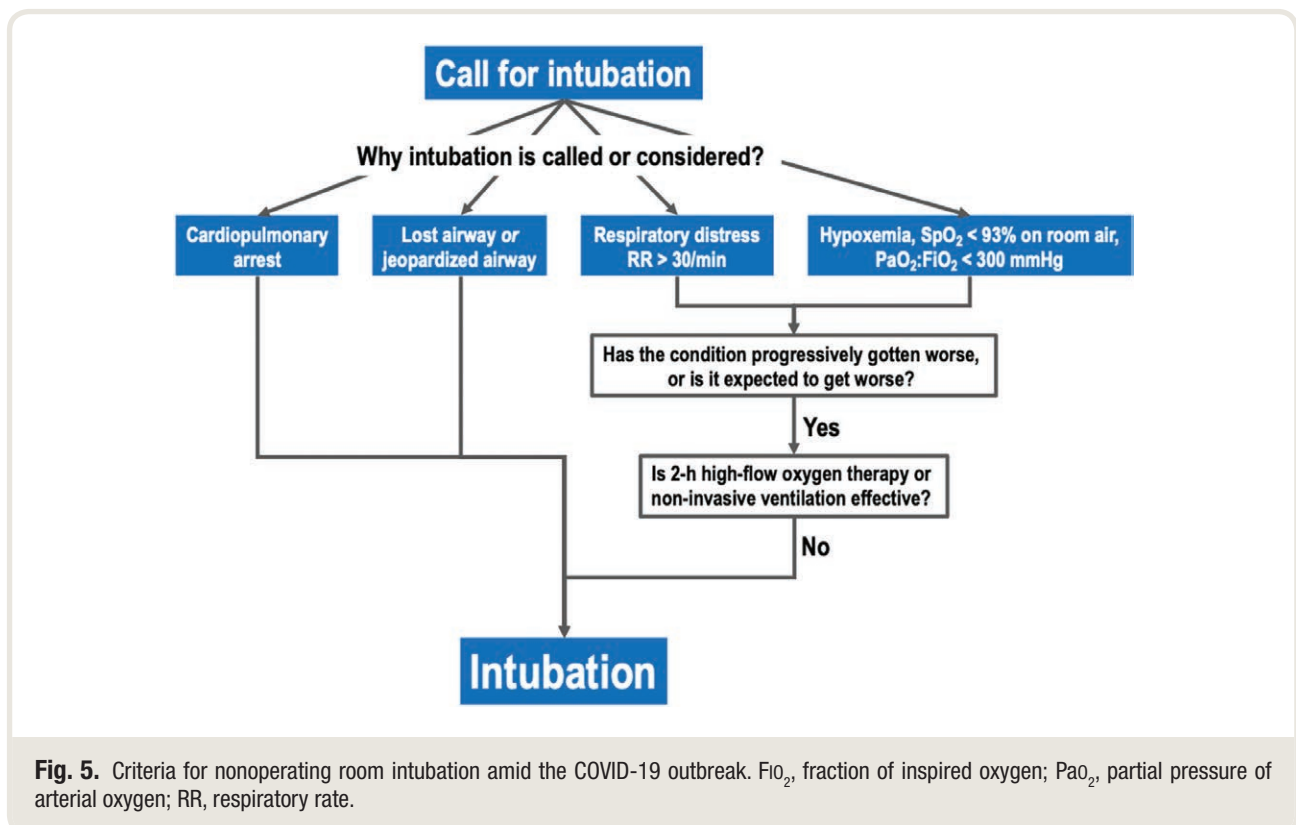 Call for intubation
Why intubation is called or considered?
Cardiopulmonary
arrest
Lost airway or
jeopardized airway
Respiratory distress
RR > 30/min
Hypoxemia, SpO₂ < 93% on room air,
PaO₂:FiO₂ < 300 mmHg
Has the condition progressively gotten worse,
or is it expected to get worse?
Yes
Is 2-h high-flow oxygen therapy or
non-invasive ventilation effective?
No
Intubation
Fig. 5. Criteria for nonoperating room intubation amid the COVID-19 outbreak. Fio₂, fraction of inspired oxygen; Pao₂, partial pressure of
arterial oxygen; RR, respiratory rate.